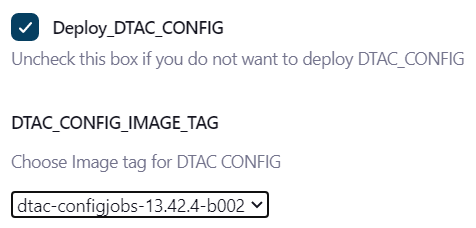 Deploy_DTAC_CONFIG
Uncheck this box if you do not want to deploy DTAC_CONFIG
DTAC_CONFIG_IMAGE_TAG
Choose Image tag for DTAC CONFIG
dtac-configjobs-13.42.4-b002